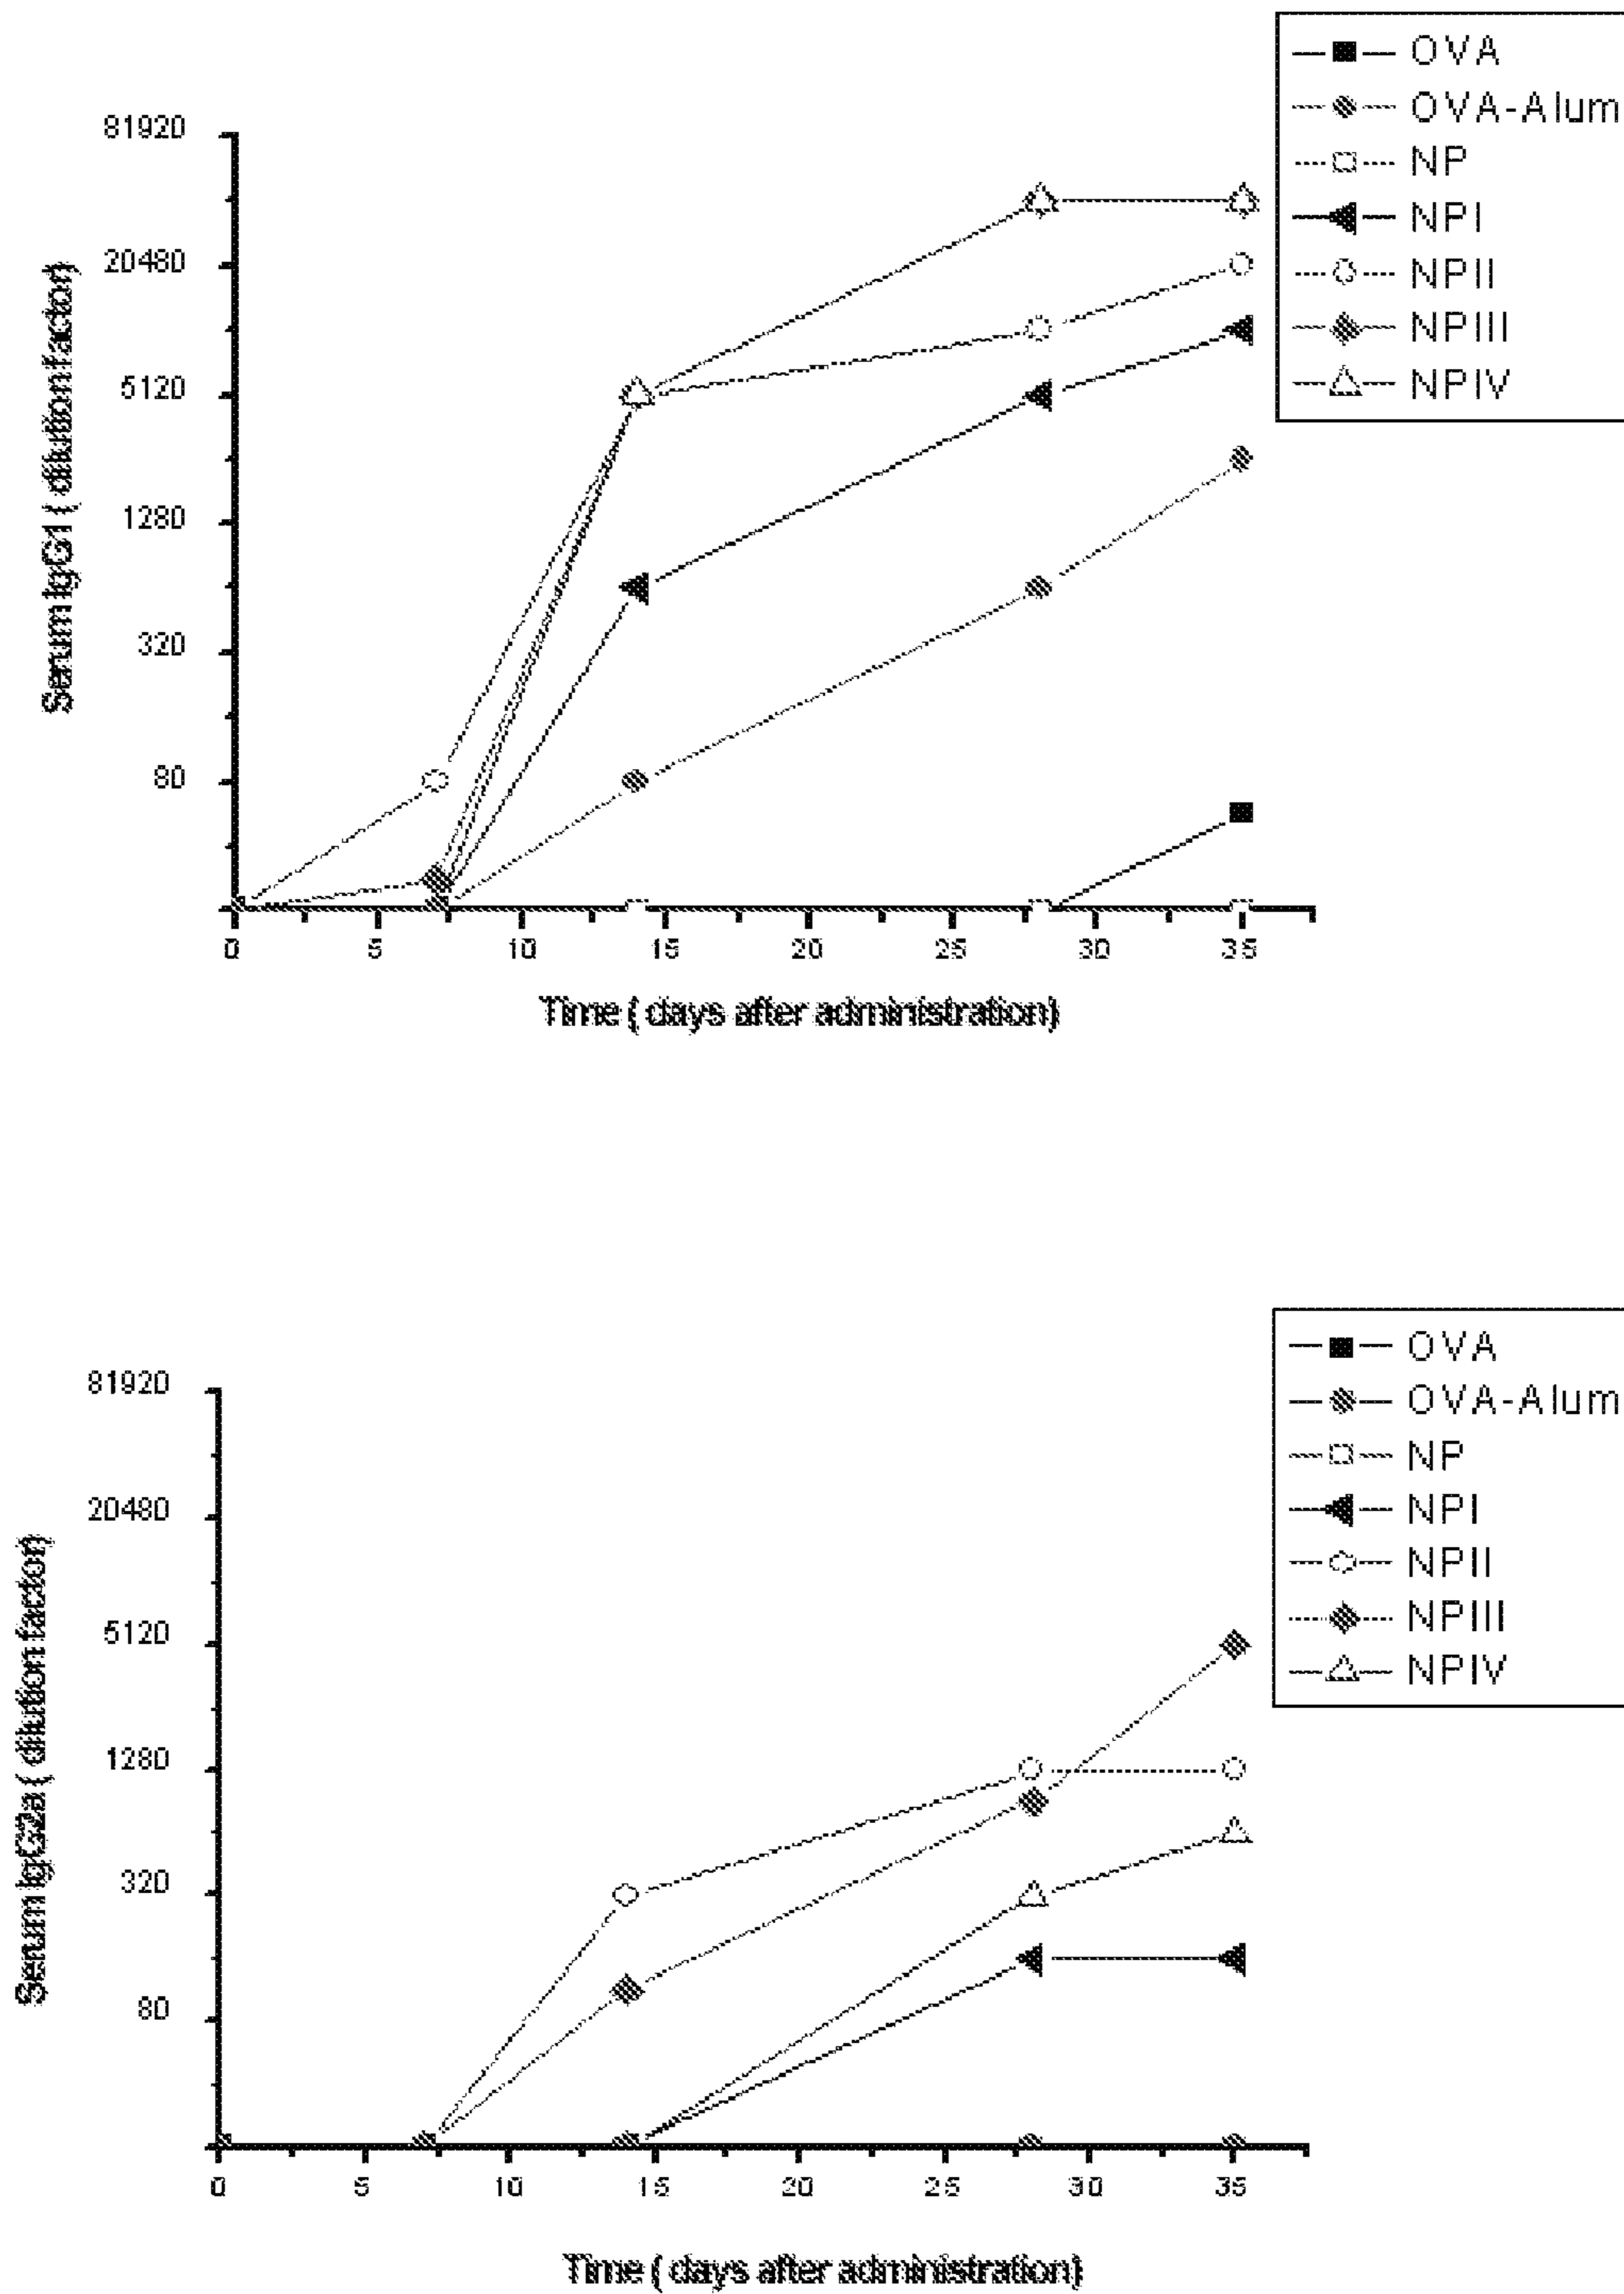 OVA
OVA-Alum
NP
NPI
NPII
NPIII
NPIV
81920
20480
5120
1280
320
80
Serum IgG1 ( dilution factor)
0 5 10 15 20 25 30 35
Time ( days after administration)
OVA
OVA-Alum
NP
NPI
NPII
NPIII
NPIV
81920
20480
5120
1280
320
80
Serum IgG2a ( dilution factor)
0 5 10 15 20 25 30 35
Time ( days after administration)